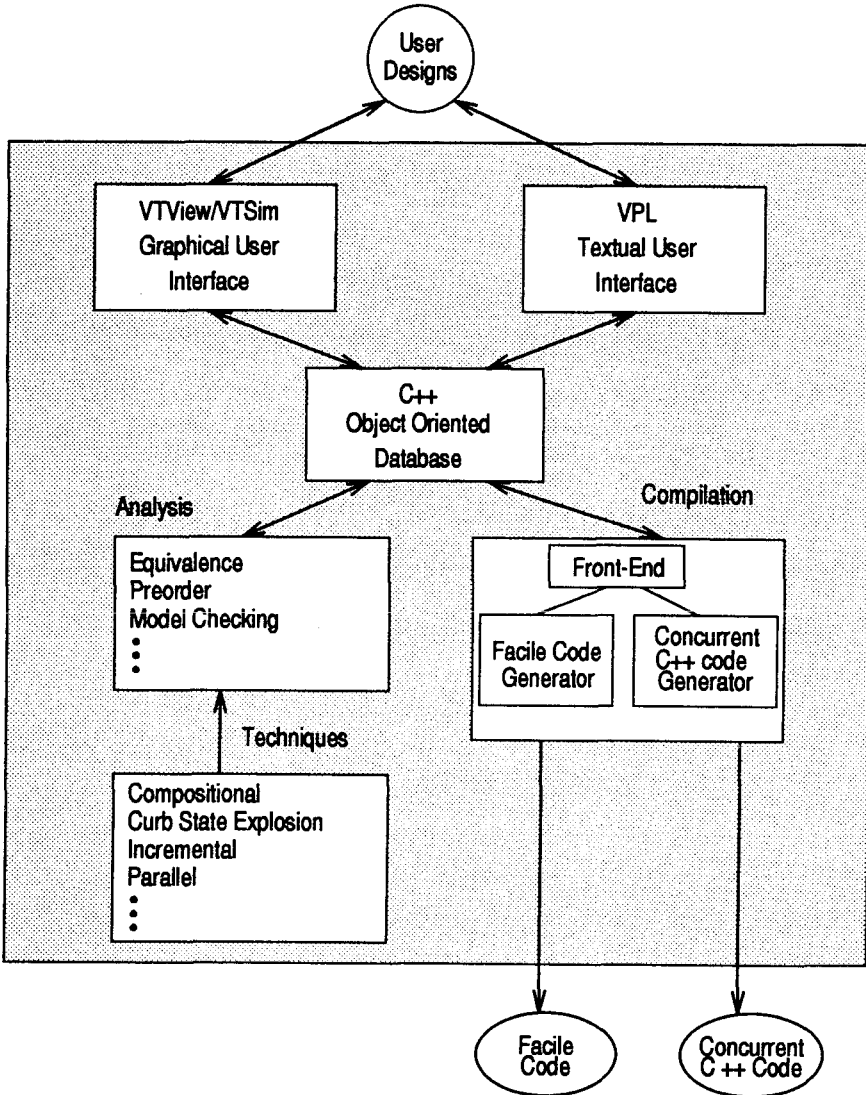 User
Designs
VTView/VTSim
Graphical User
Interface
VPL
Textual User
Interface
C++
Object Oriented
Database
Analysis
Compilation
Equivalence
Preorder
Model Checking
Front-End
Facile Code
Generator
Concurrent
C++ code
Generator
Techniques
Compositional
Curb State Explosion
Incremental
Parallel
Facile
Code
Concurrent
C ++ Code